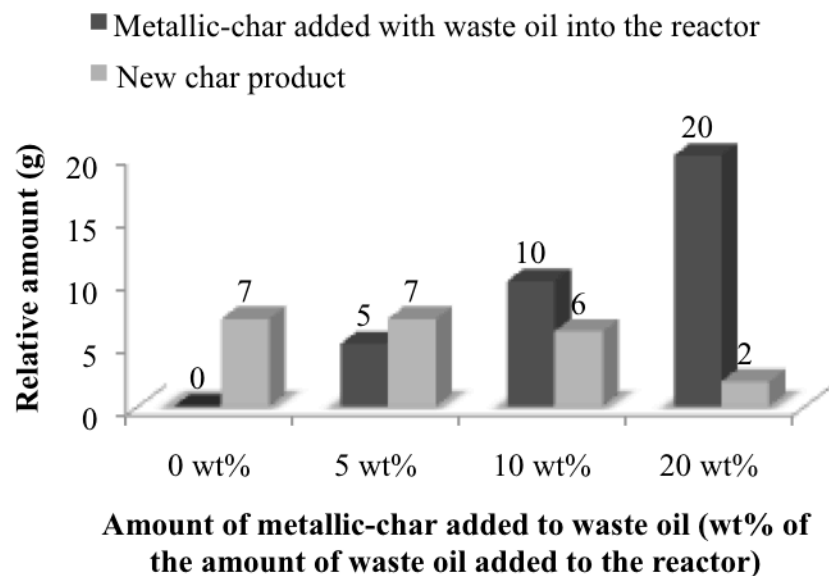 Metallic-char added with waste oil into the reactor
New char product
Relative amount (g)
20
15
10
5
0
0
7
5
7
10
6
20
2
0 wt%
5 wt%
10 wt%
20 wt%
Amount of metallic-char added to waste oil (wt% of
the amount of waste oil added to the reactor)